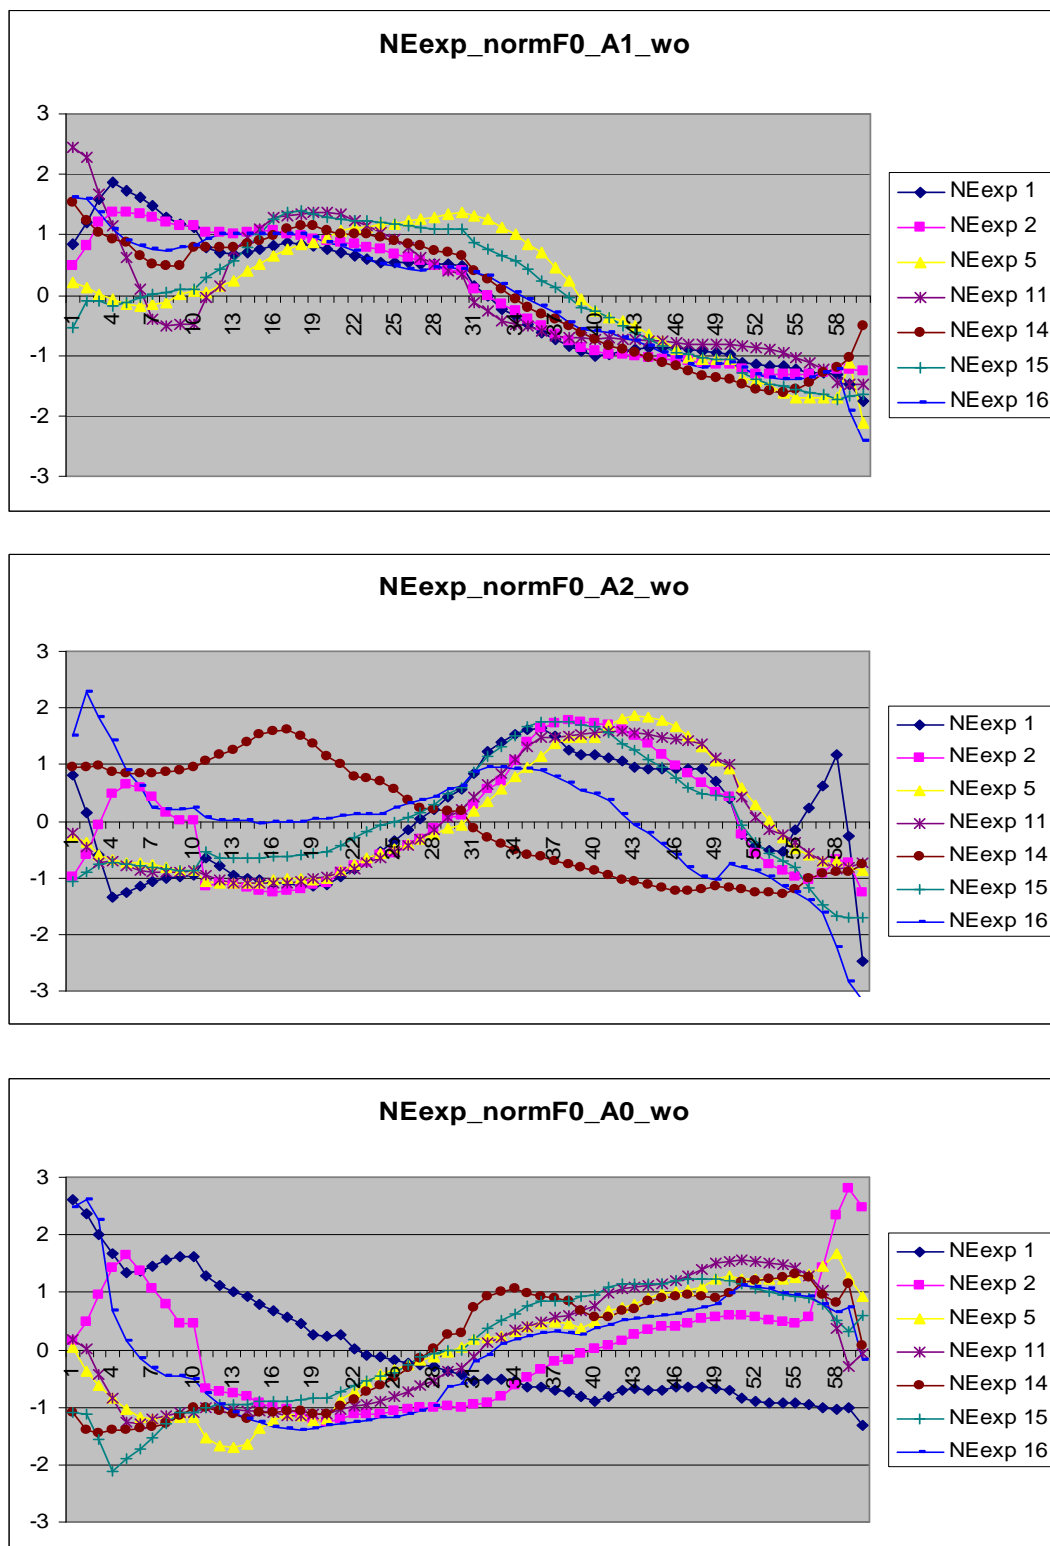 NEexp_normF0_A1_wo
3
2
1
0
-1
-2
-3
1 4 7 10 13 16 19 22 25 28 31 34 37 40 43 46 49 52 55 58
NEexp 1
NEexp 2
NEexp 5
NEexp 11
NEexp 14
NEexp 15
NEexp 16
NEexp_normF0_A2_wo
3
2
1
0
-1
-2
-3
1 4 7 10 13 16 19 22 25 28 31 34 37 40 43 46 49 52 55 58
NEexp 1
NEexp 2
NEexp 5
NEexp 11
NEexp 14
NEexp 15
NEexp 16
NEexp_normF0_A0_wo
3
2
1
0
-1
-2
-3
1 4 7 10 13 16 19 22 25 28 31 34 37 40 43 46 49 52 55 58
NEexp 1
NEexp 2
NEexp 5
NEexp 11
NEexp 14
NEexp 15
NEexp 16